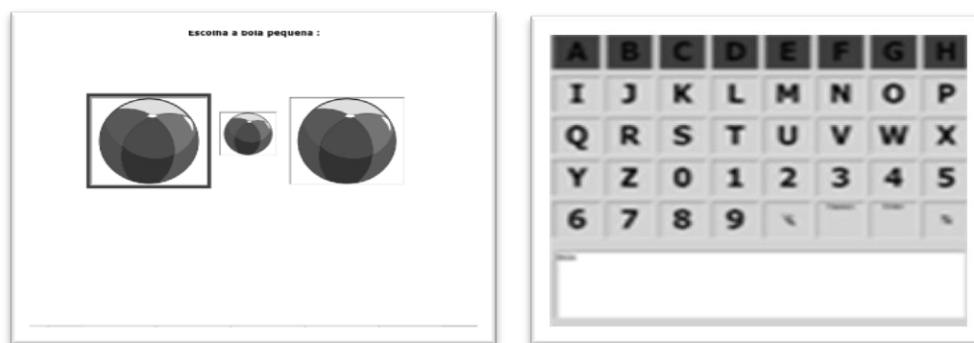 Escolha a bola pequena :
A B C D E F G H
I J K L M N O P
Q R S T U V W X
Y Z 0 1 2 3 4 5
6 7 8 9